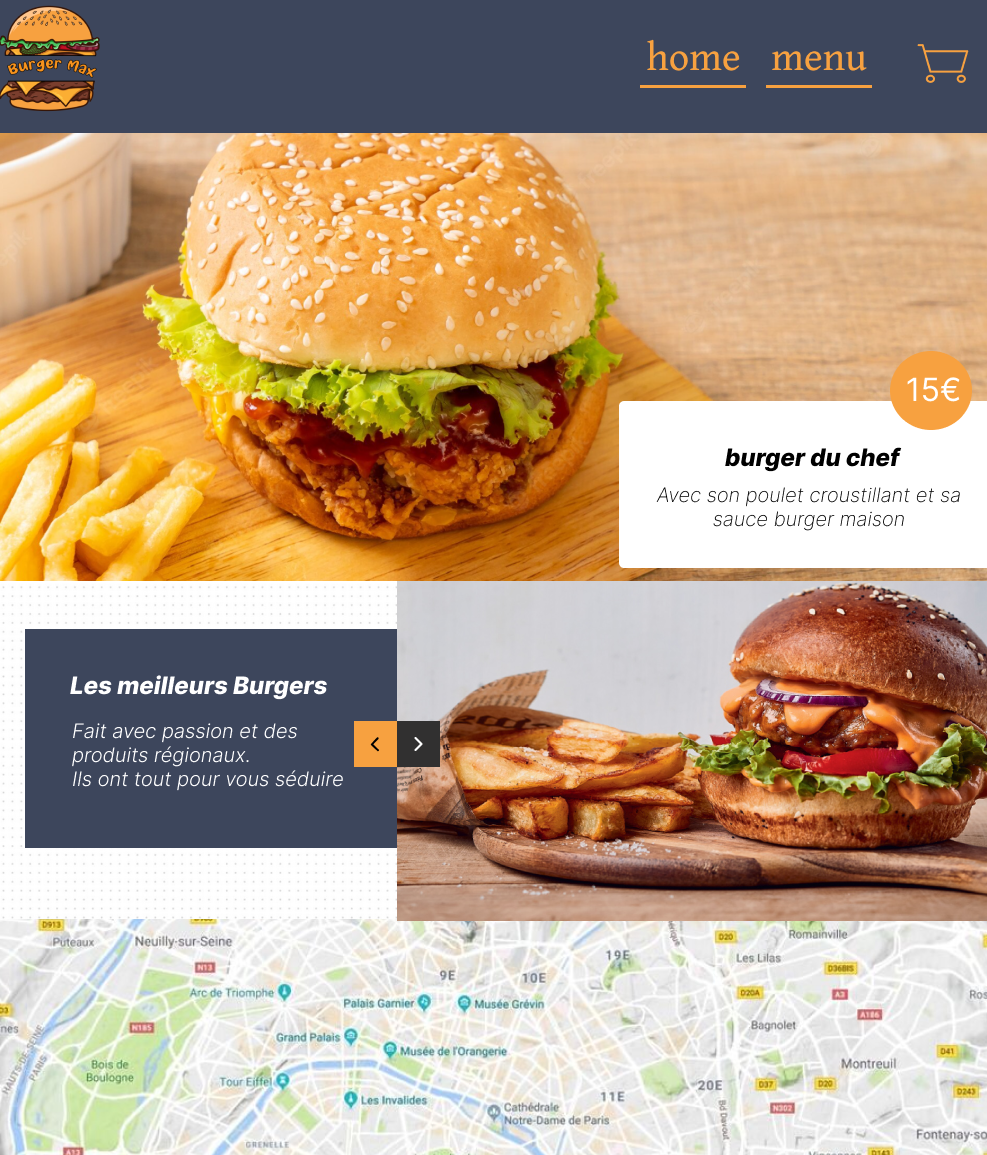 Burger Max
home menu
15€
burger du chef
Avec son poulet croustillant et sa
sauce burger maison
Les meilleurs Burgers
Fait avec passion et des
produits régionaux.
Ils ont tout pour vous séduire
D913
Puteaux
Neuilly-sur-Seine
N13
9E
10E
19E
D20
Romainville
Les Lilas
D36BIS
Arc de Triomphe
Palais Garnier
Musée Grévin
D20A
A3
A186
N185
Grand Palais
Musée de l'Orangerie
Bagnolet
HAUTS-DE-SEINE
PARIS
Bois de
Boulogne
Tour Eiffel
Les Invalides
11E
20E
D37
D20
Montreuil
D41
D243
Cathédrale
Notre-Dame de Paris
Bd Davout
N302
GRENELLE
A13
Fontenay-so
D143